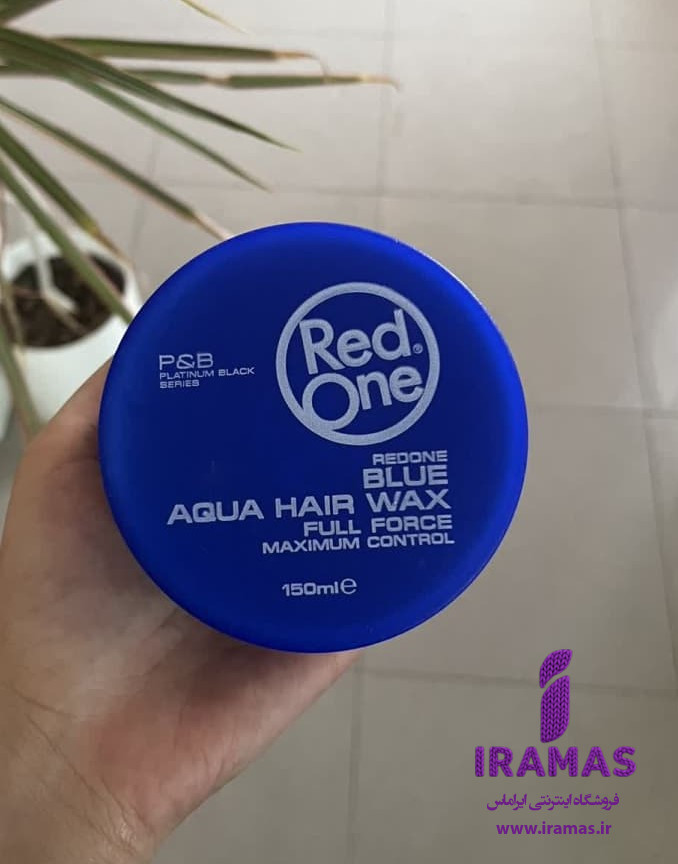 P&B
PLATINUM BLACK
SERIES
Red®
One
REDONE
BLUE
AQUA HAIR WAX
FULL FORCE
MAXIMUM CONTROL
150ml℮
IRAMAS
فروشگاه اینترنتی ایراماس
www.iramas.ir